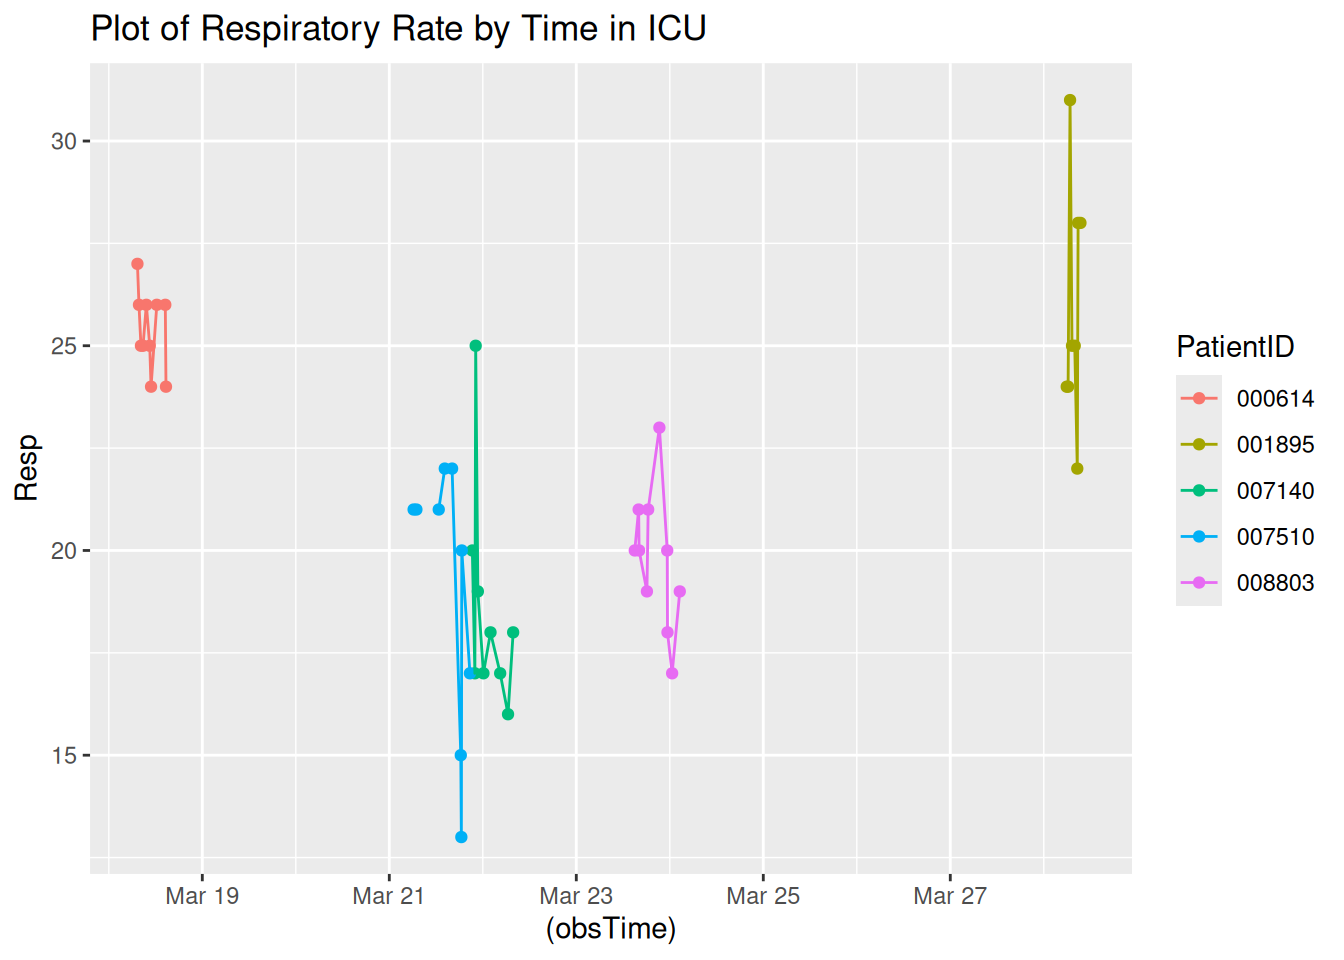 Plot of Respiratory Rate by Time in ICU
30
25
20
15
Resp
Mar 19
Mar 21
Mar 23
Mar 25
Mar 27
(obsTime)
PatientID
000614
001895
007140
007510
008803